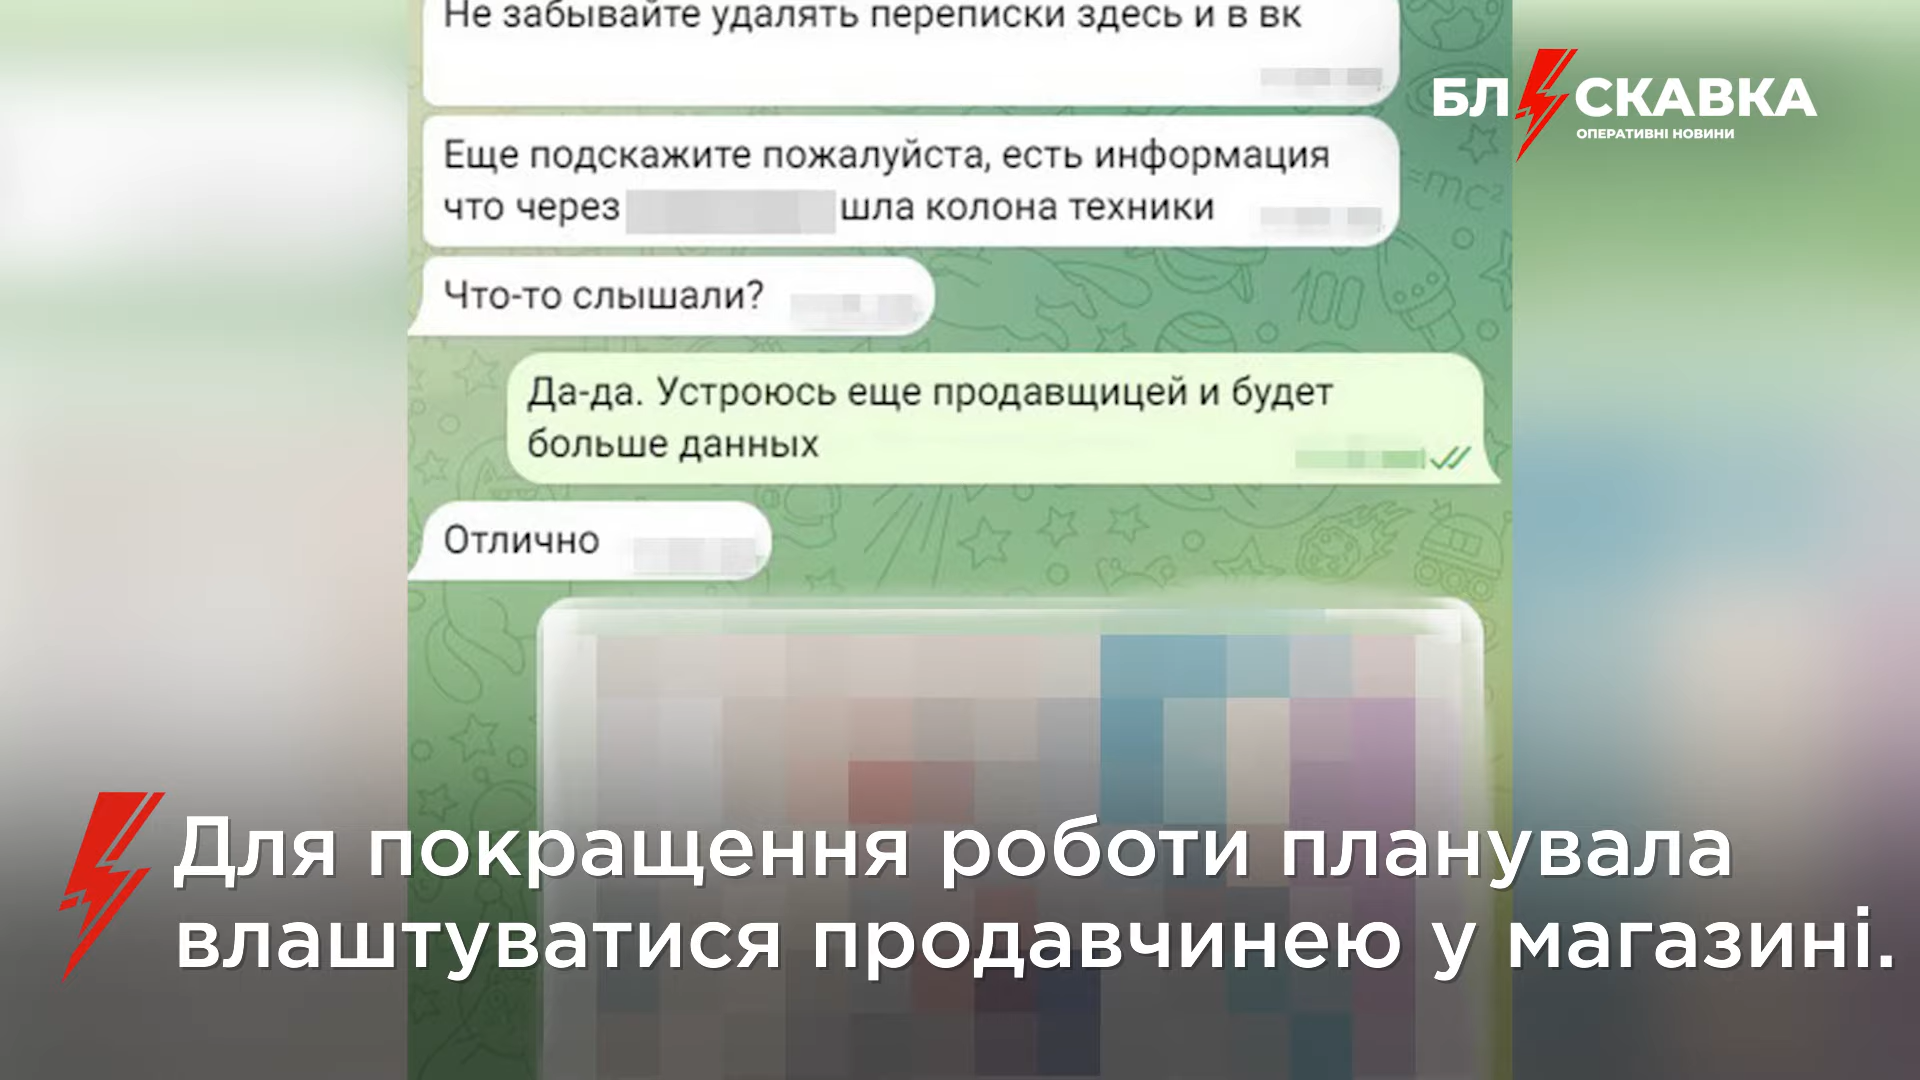 Не забывайте удалять переписки здесь и в вк
БЛИСКАВКА
ОПЕРАТИВНІ НОВИНИ
Еще подскажите пожалуйста, есть информация
что через шла колона техники
Что-то слышали?
Да-да. Устроюсь еще продавщицей и будет
больше данных
Отлично
Для покращення роботи планувала
влаштуватися продавчинею у магазині.